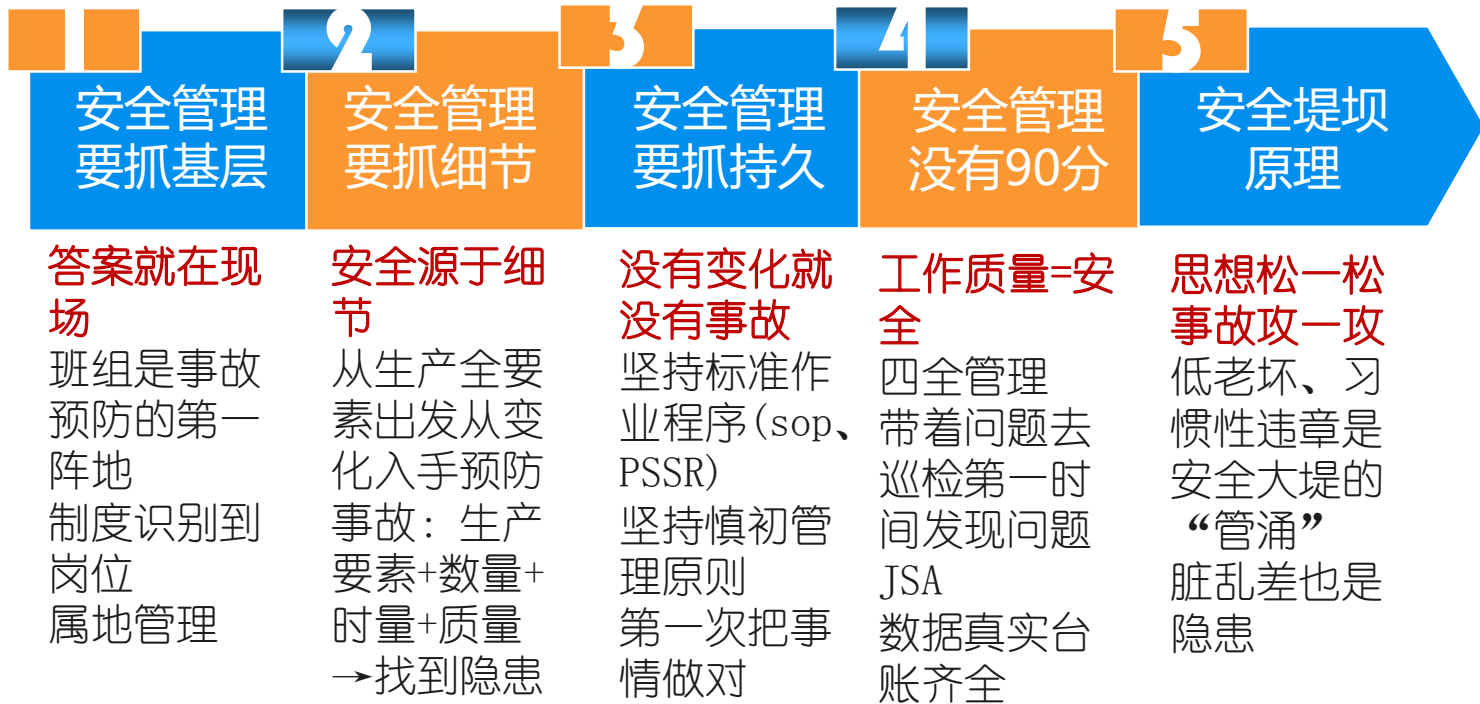 1
安全管理
要抓基层
答案就在现
场
班组是事故
预防的第一
阵地
制度识别到
岗位
属地管理
2
安全管理
要抓细节
安全源于细
节
从生产全要
素出发从变
化入手预防
事故：生产
要素+数量+
时量+质量
→找到隐患
3
安全管理
要抓持久
没有变化就
没有事故
坚持标准作
业程序(sop、
PSSR)
坚持慎初管
理原则
第一次把事
情做对
4
安全管理
没有90分
工作质量=安
全
四全管理
带着问题去
巡检第一时
间发现问题
JSA
数据真实台
账齐全
5
安全堤坝
原理
思想松一松
事故攻一攻
低老坏、习
惯性违章是
安全大堤的
“管涌”
脏乱差也是
隐患